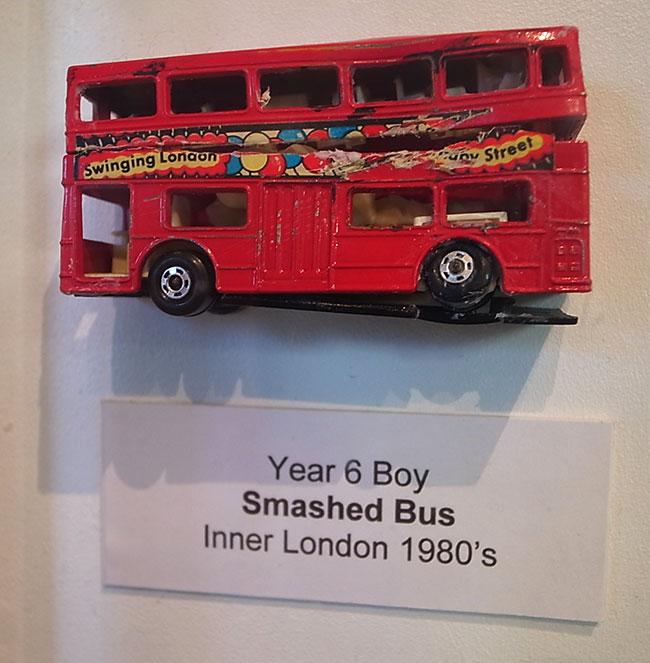 Swinging London
Street
Year 6 Boy
Smashed Bus
Inner London 1980's